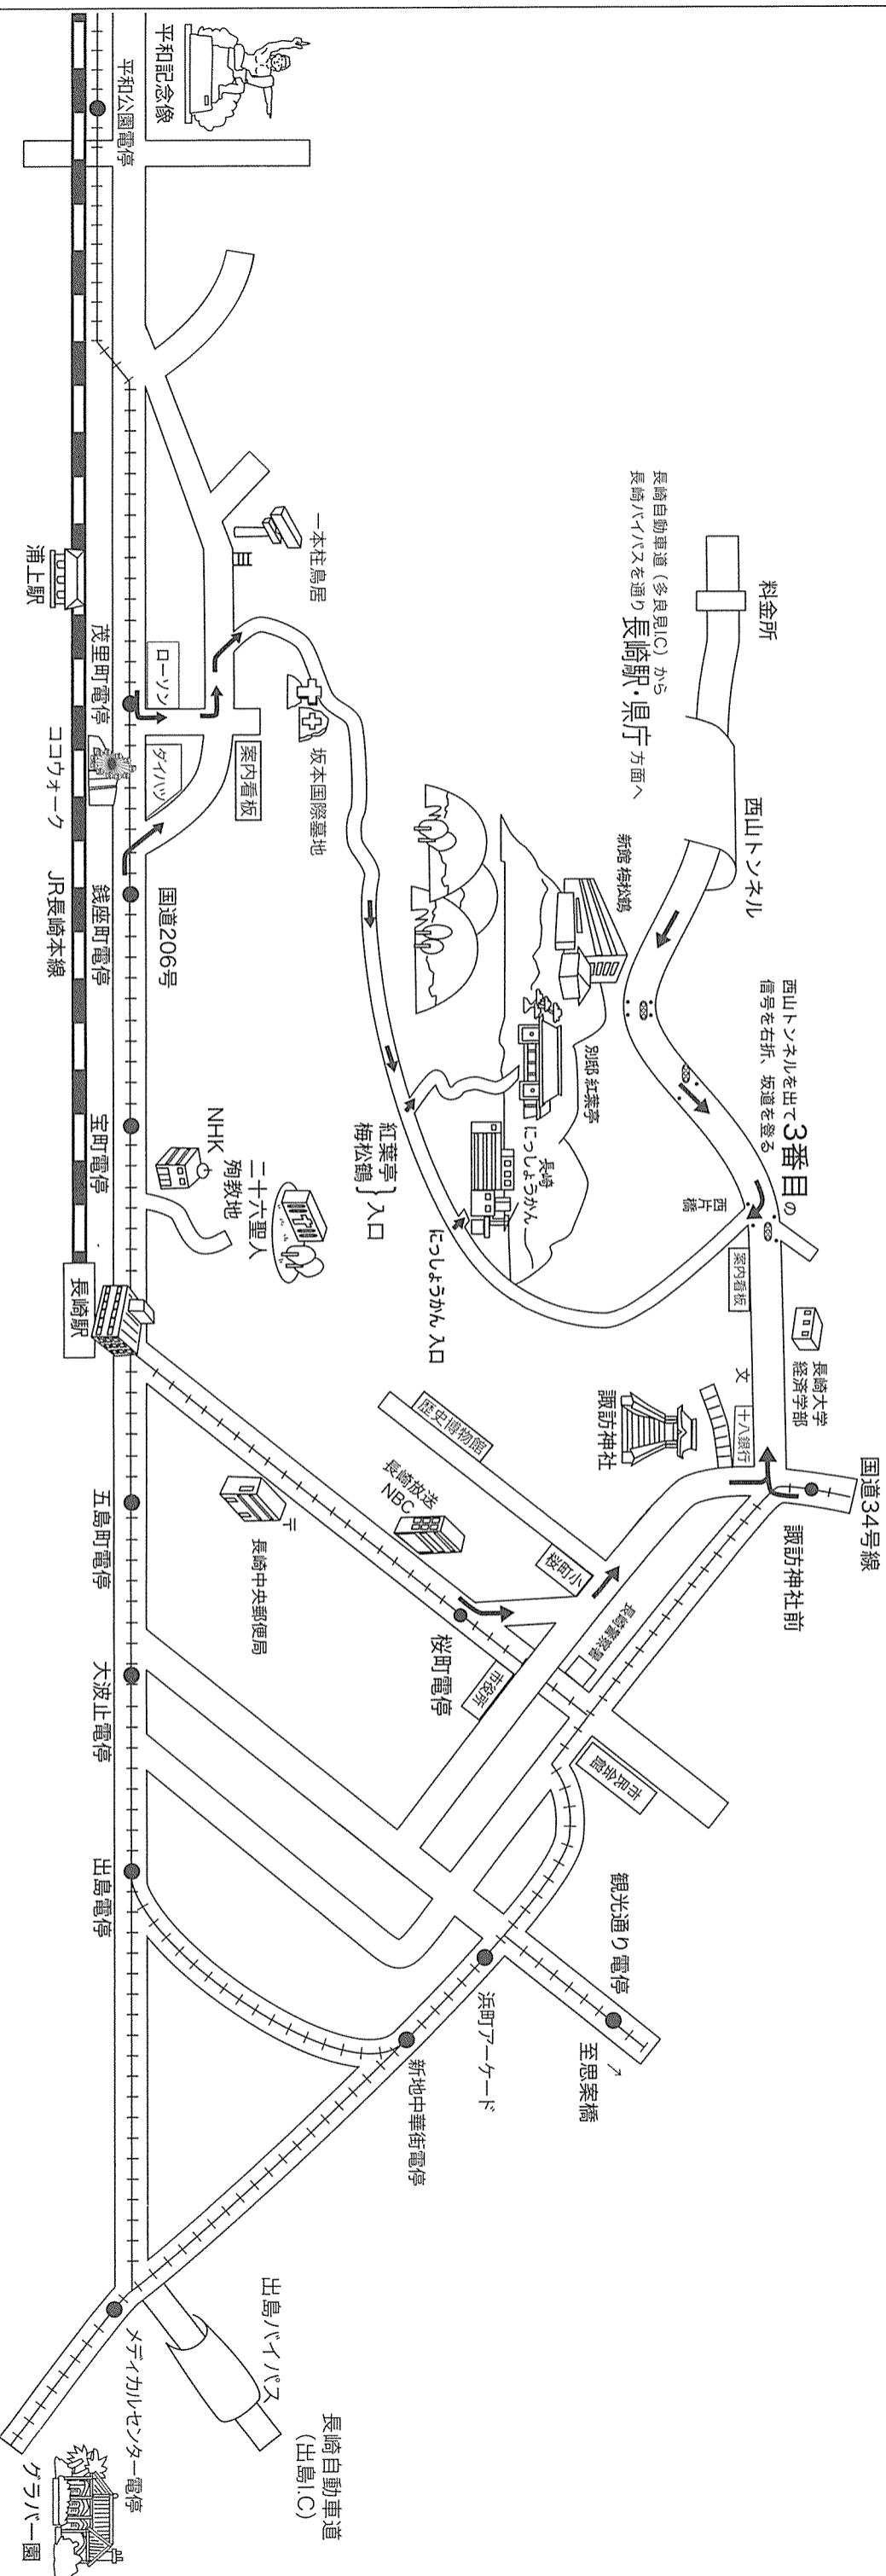 平和記念像
平和公園電停
一本柱鳥居
浦上駅
茂里町電停
ローソン
ダイハツ
案内看板
坂本国際墓地
ココウォーク
JR長崎本線
銭座町電停
国道206号
宝町電停
NHK
二十六聖人
殉教地
長崎駅
料金所
長崎自動車道(多良見I.C)から
長崎バイパスを通り長崎駅・県庁方面へ
西山トンネル
西山トンネルを出て3番目の
信号を右折、坂道を登る
新館 梅松鶴
別邸 紅葉亭
長崎
にっしょうかん
紅葉亭
梅松鶴
入口
にっしょうかん 入口
西片橋
案内看板
長崎大学
経済学部
文
十八銀行
諏訪神社
国道34号線
諏訪神社前
歴史博物館
長崎放送
NBC
桜町小
長崎警察署
長崎中央郵便局
〒
桜町電停
市役所
市民会館
五島町電停
大波止電停
出島電停
観光通り電停
至思案橋
浜町アーケード
新地中華街電停
出島バイパス
長崎自動車道
(出島I.C)
メディカルセンター電停
グラバー園